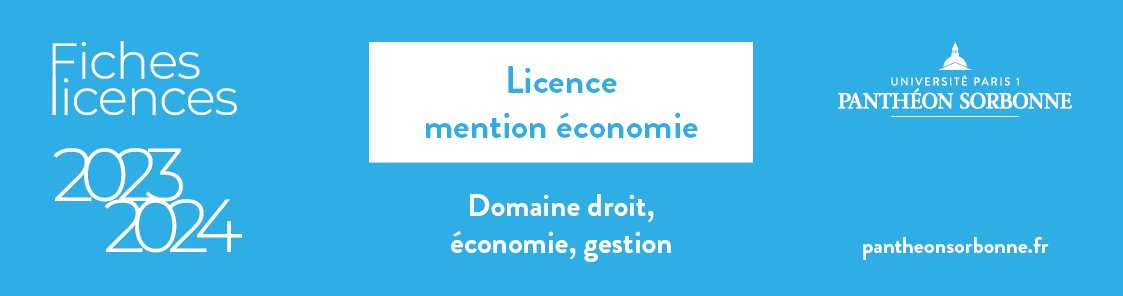 Fiches
licences
2023
2024
Licence
mention économie
Domaine droit,
économie, gestion
UNIVERSITÉ PARIS 1
PANTHÉON SORBONNE
pantheonsorbonne.fr